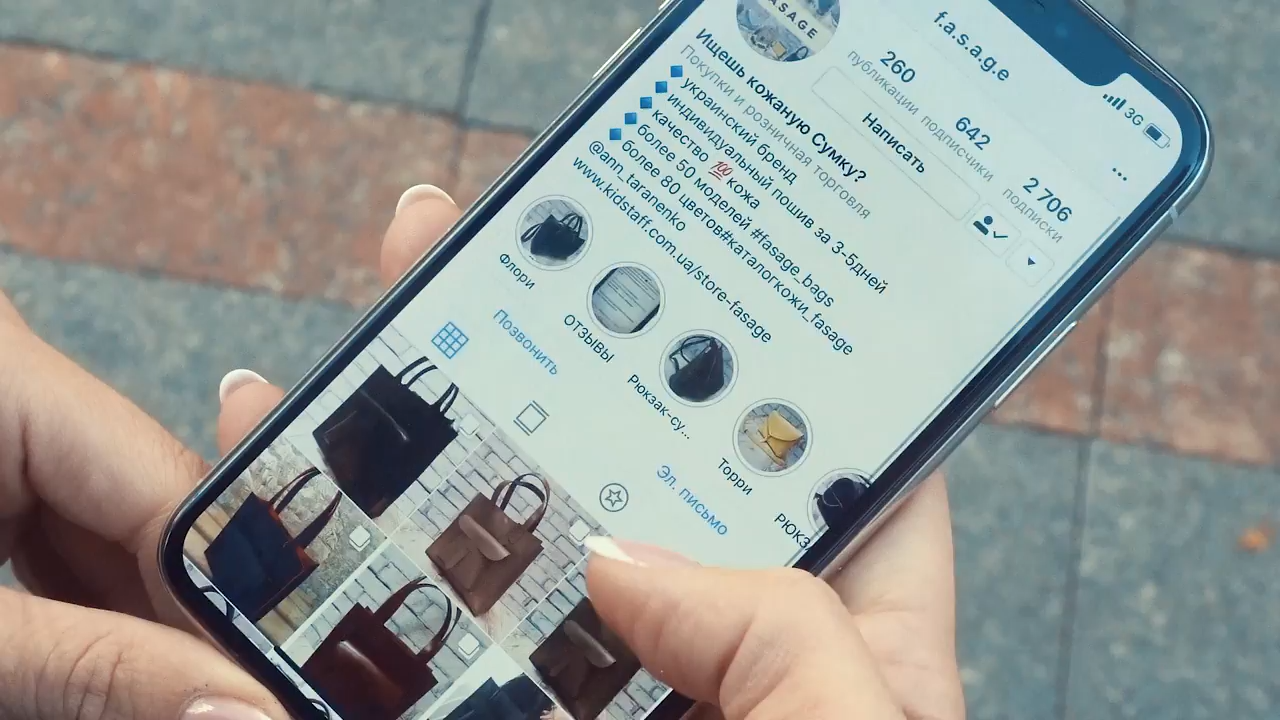 f.a.s.a.g.e
3G
ASAGE
260
публикации
642
подписчики
2 706
подписки
Написать
Ищешь кожаную Сумку?
Покупки и розничная торговля
украинский бренд
индивидуальный пошив за 3-5дней
качество 💯 кожа
более 50 моделей #fasage_bags
более 80 цветов#каталогкожи_fasage
@ann_taranenko
www.kidstaff.com.ua/store-fasage
Флори
ОТЗЫВЫ
Рюкзак-су...
Торри
РЮКЗ
Позвонить
Эл. письмо